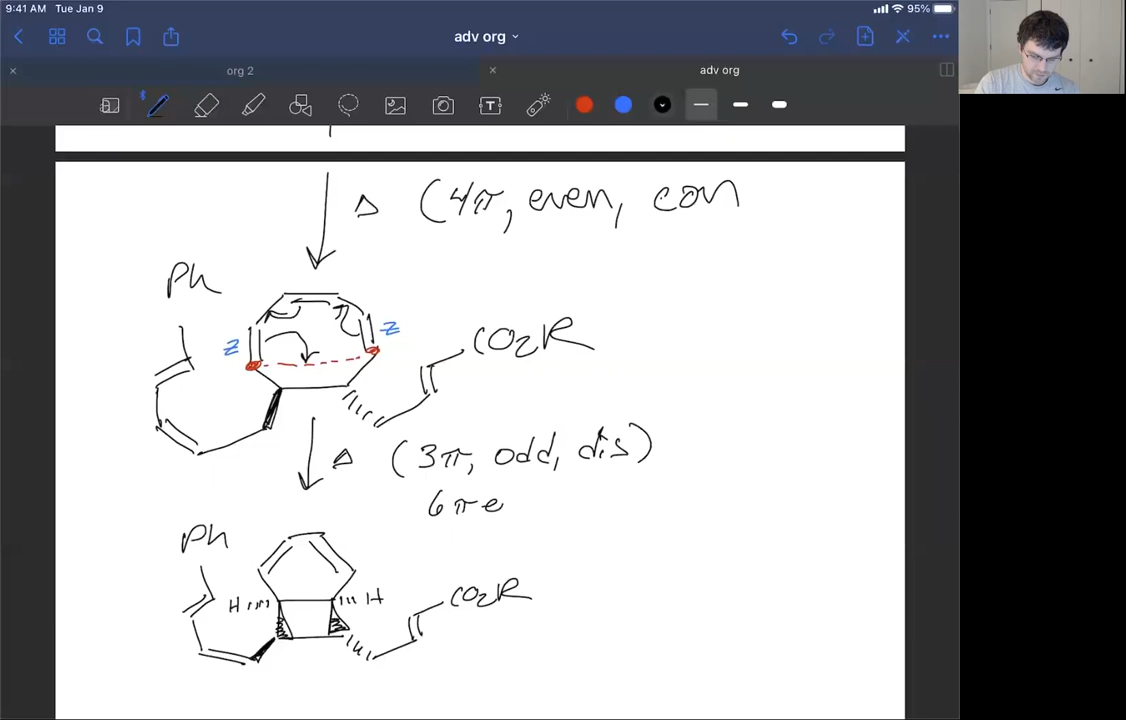 9:41 AM Tue Jan 9
95%
adv org
org 2
adv org
T
Δ (4π, even, con
Ph
Z
Z
CO2R
Δ (3π, odd, dis)
6πe
Ph
H
H
CO2R